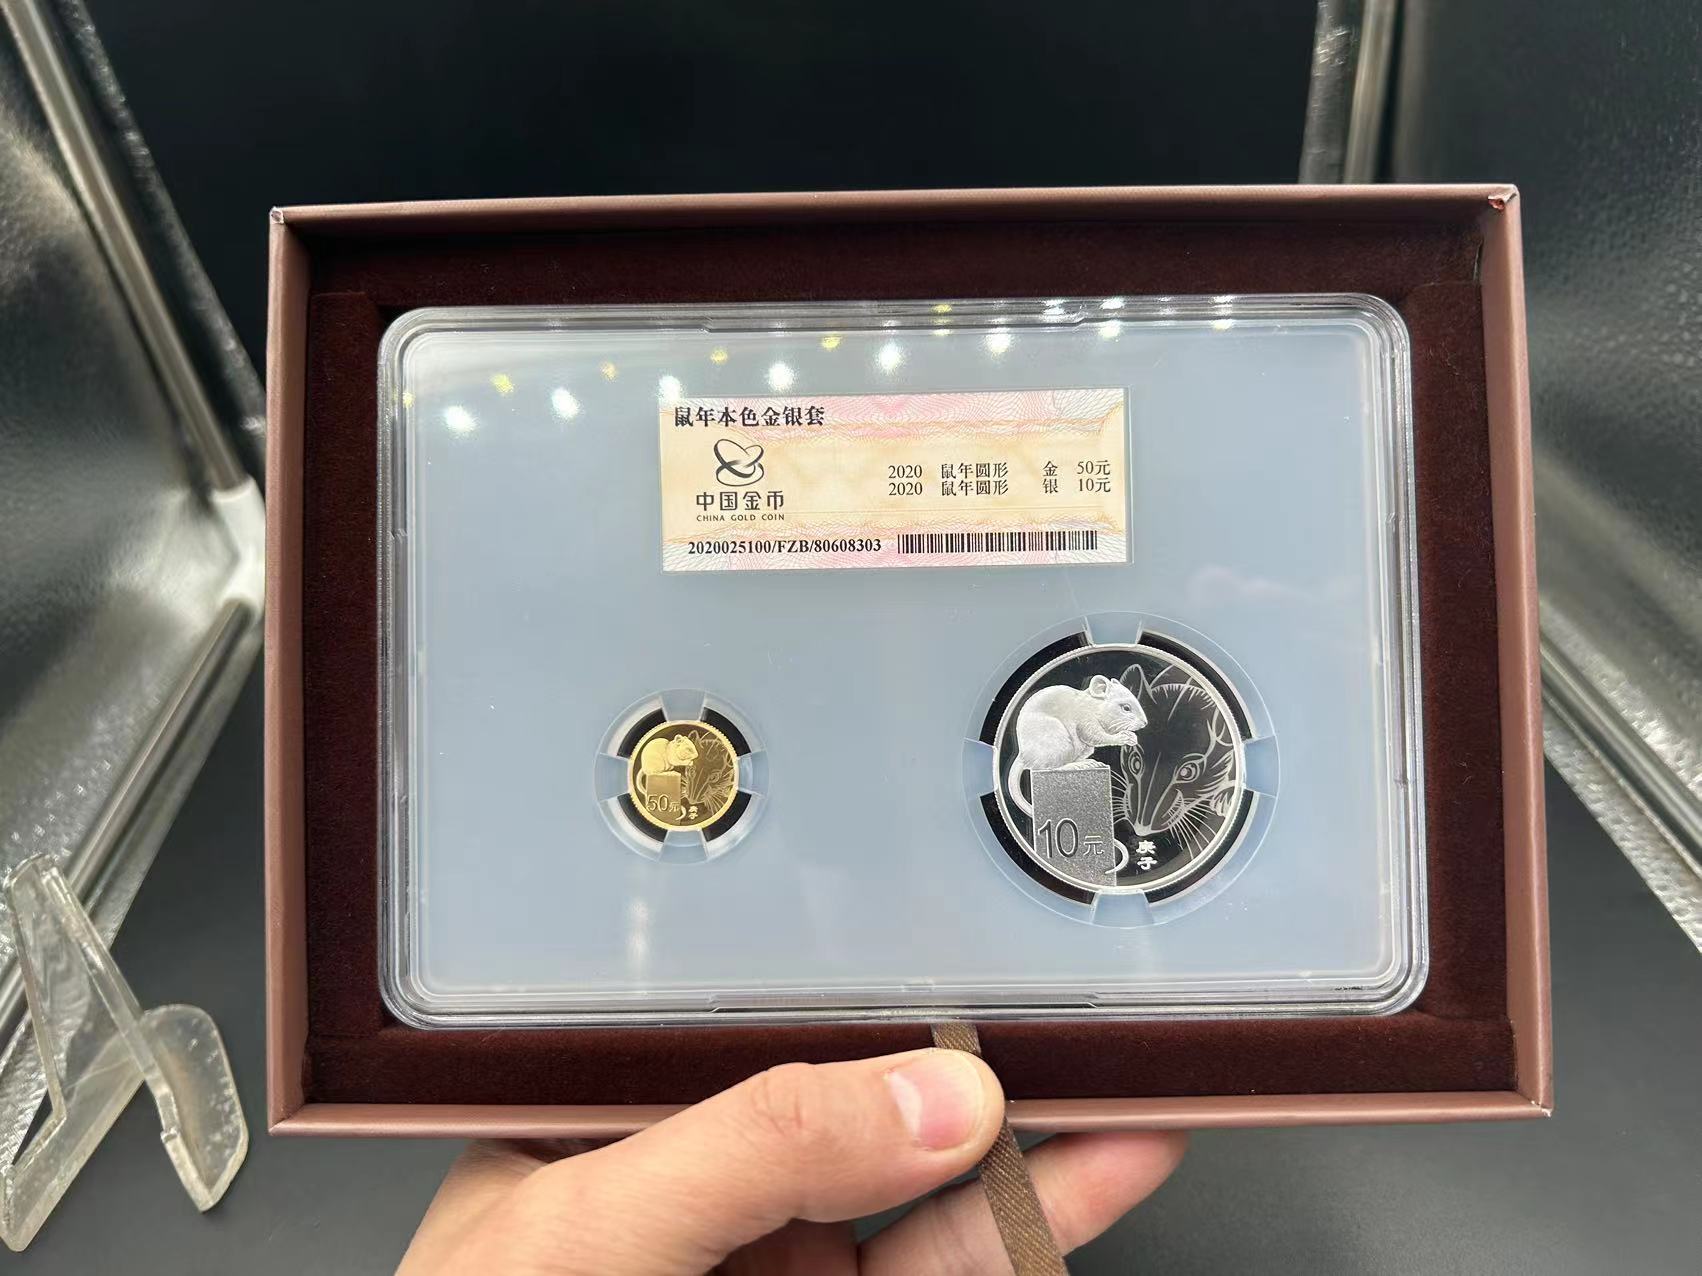 鼠年本色金银套
中国金币
CHINA GOLD COIN
2020 鼠年圆形 金 50元
2020 鼠年圆形 银 10元
2020025100/FZB/80608303
50元
庚子
10元
庚子